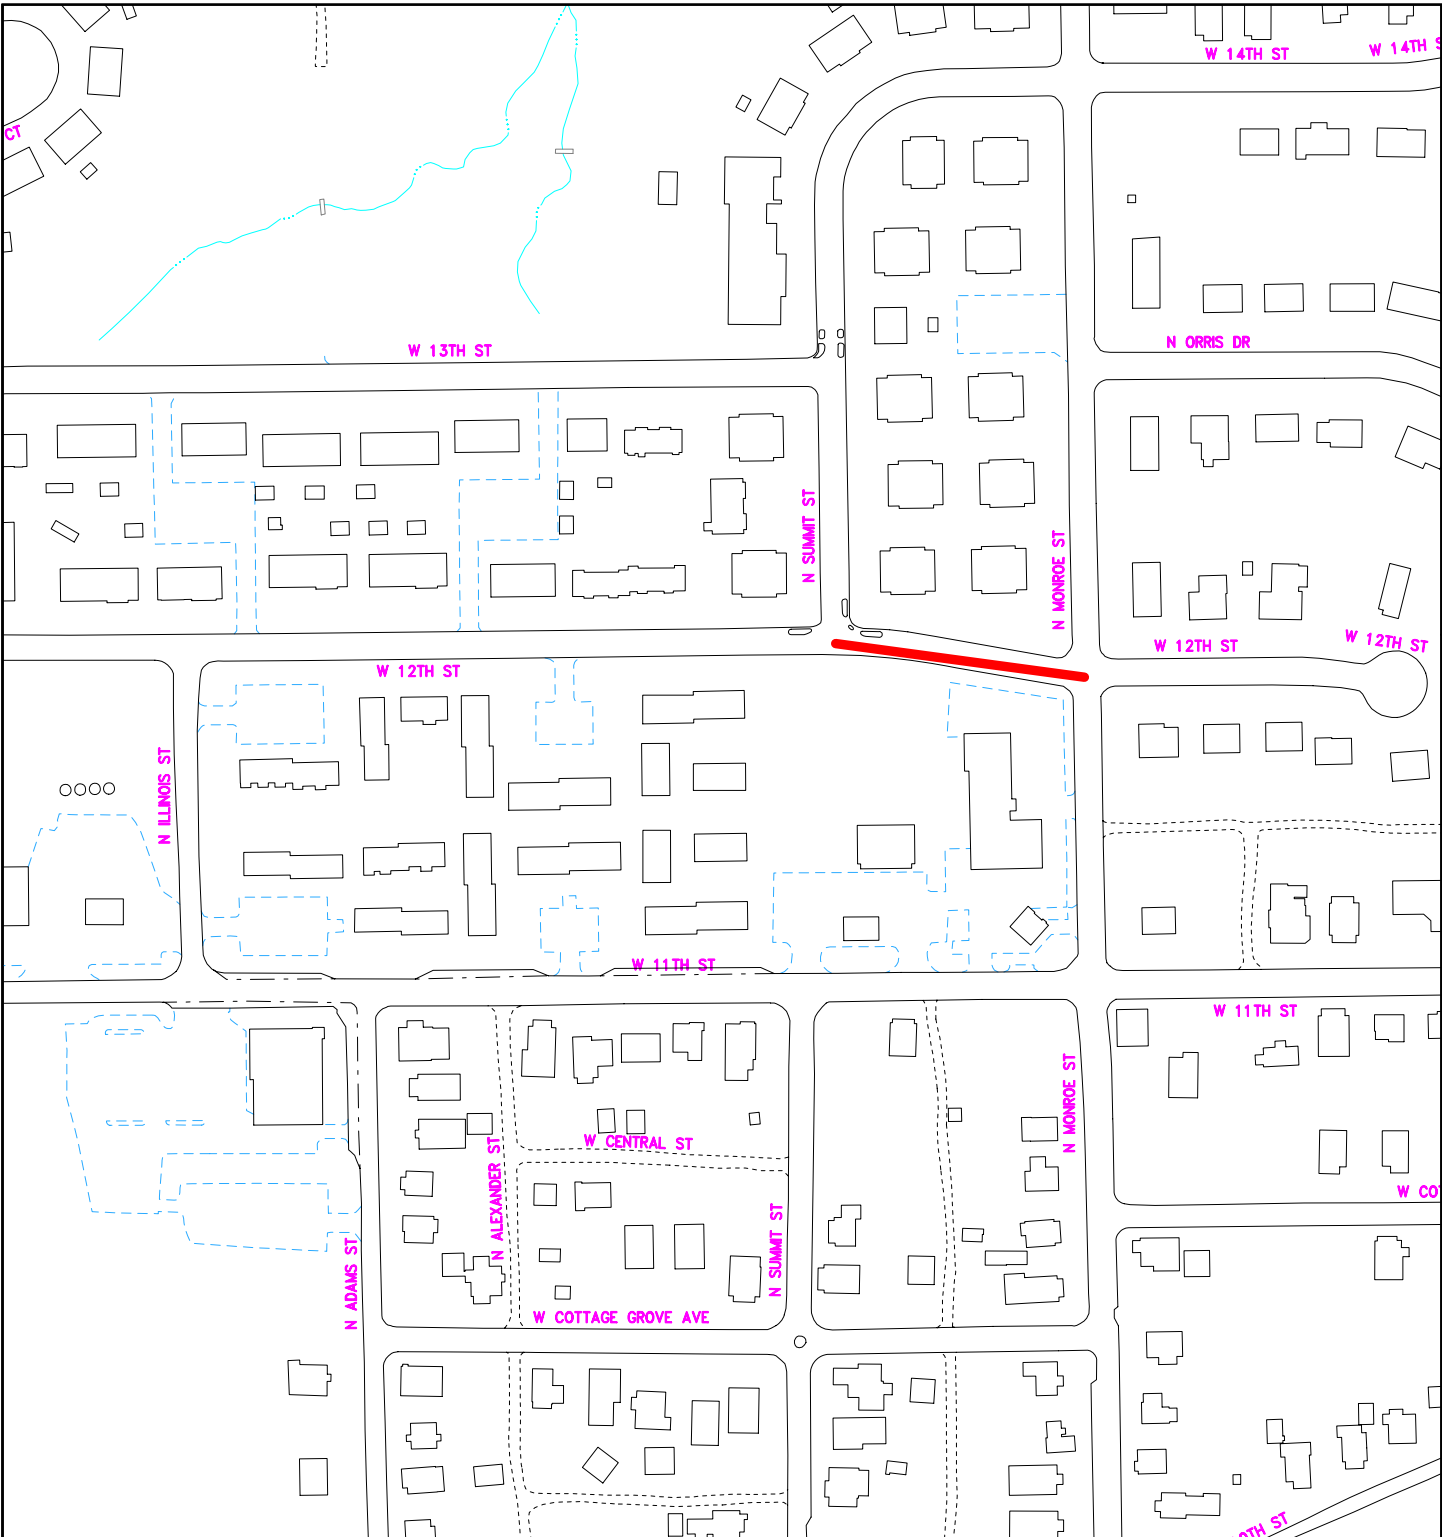 W 14TH ST
W 14TH S
CT
W 13TH ST
N ORRIS DR
N SUMMIT ST
N MONROE ST
W 12TH ST
W 12TH ST
W 12TH ST
N ILLINOIS ST
W 11TH ST
W 11TH ST
N MONROE ST
W CENTRAL ST
N ALEXANDER ST
W CO
N SUMMIT ST
N ADAMS ST
W COTTAGE GROVE AVE
0TH ST